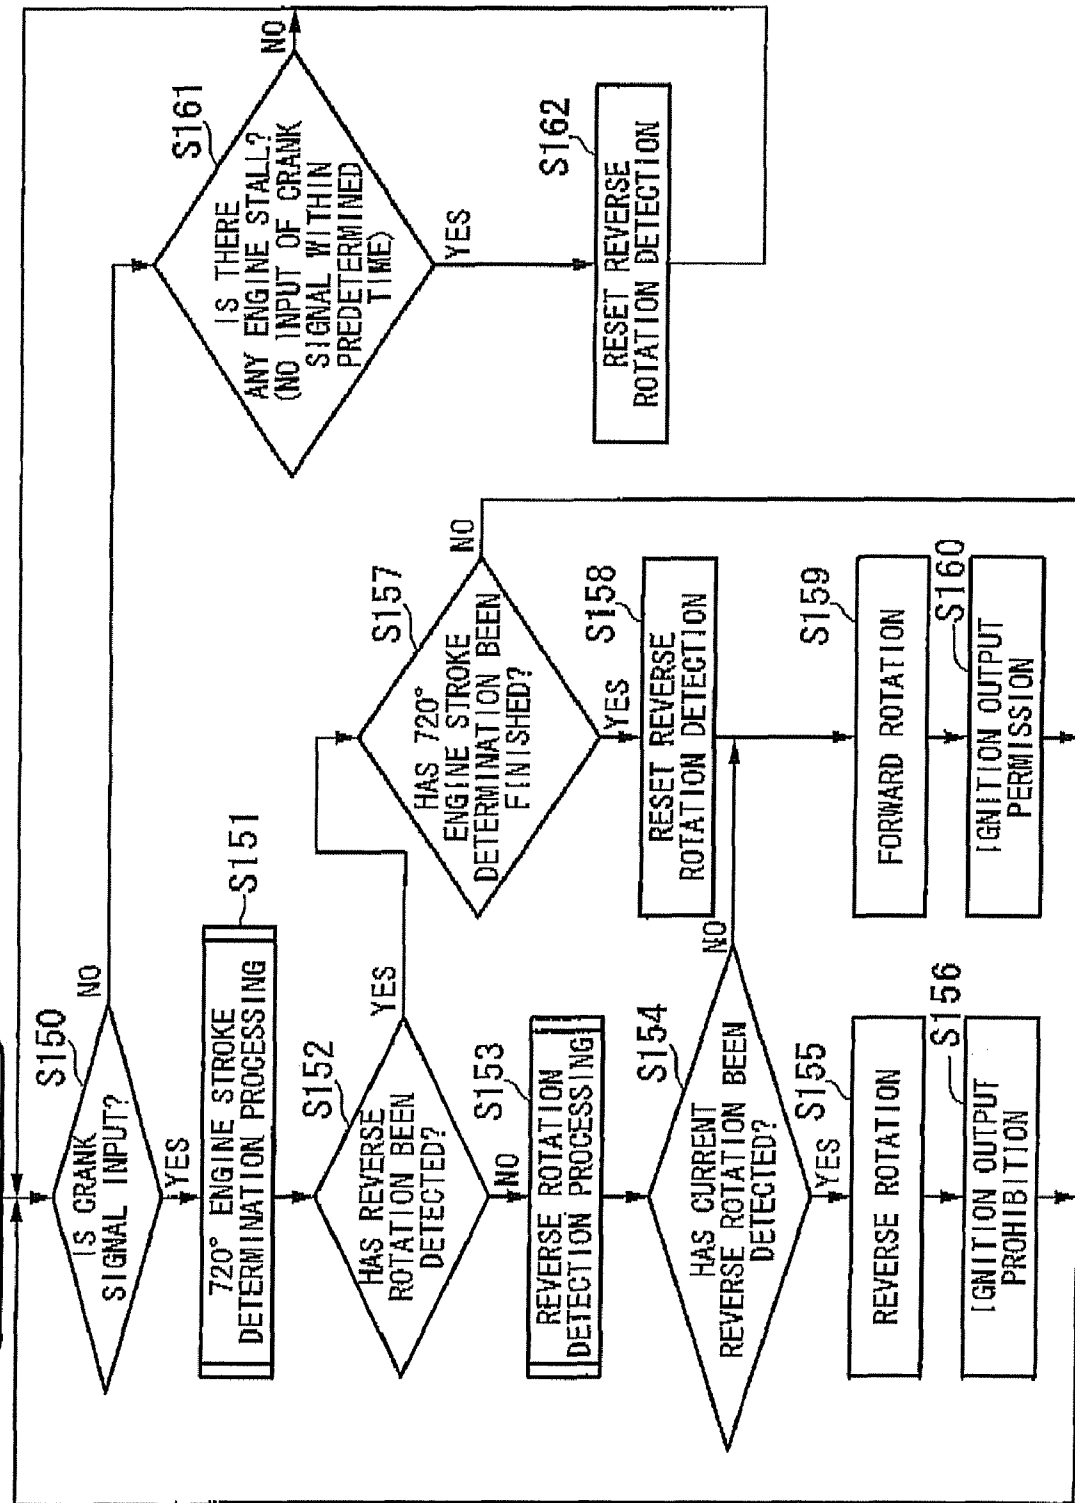 S150
IS CRANK
SIGNAL INPUT?
NO
YES
S151
720° ENGINE STROKE
DETERMINATION PROCESSING
S152
HAS REVERSE
ROTATION BEEN
DETECTED?
YES
NO
S153
REVERSE ROTATION
DETECTION PROCESSING
S154
HAS CURRENT
REVERSE ROTATION BEEN
DETECTED?
NO
YES
S155
REVERSE ROTATION
S156
IGNITION OUTPUT
PROHIBITION
S157
HAS 720°
ENGINE STROKE
DETERMINATION BEEN
FINISHED?
NO
YES
S158
RESET REVERSE
ROTATION DETECTION
S159
FORWARD ROTATION
S160
IGNITION OUTPUT
PERMISSION
S161
IS THERE
ANY ENGINE STALL?
(NO INPUT OF CRANK
SIGNAL WITHIN
PREDETERMINED
TIME)
NO
YES
S162
RESET REVERSE
ROTATION DETECTION